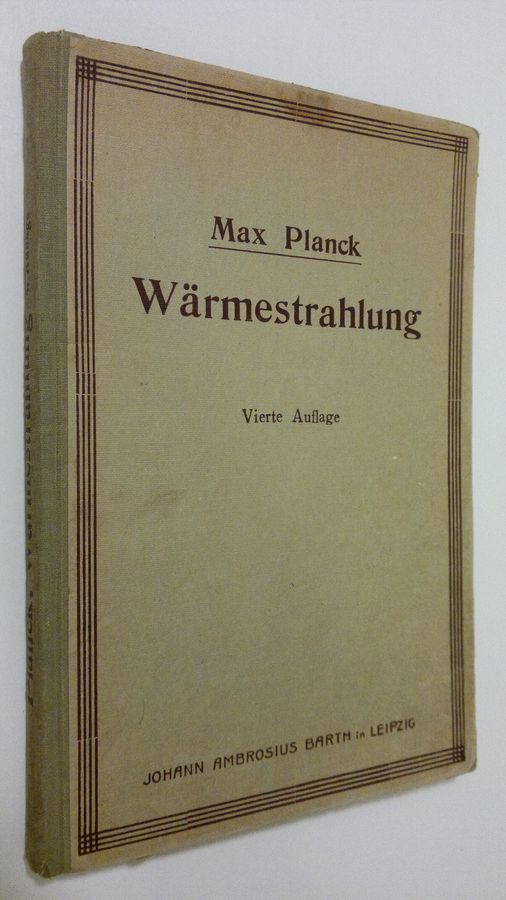 Max Planck
Wärmestrahlung
Vierte Auflage
JOHANN AMBROSIUS BARTH in LEIPZIG